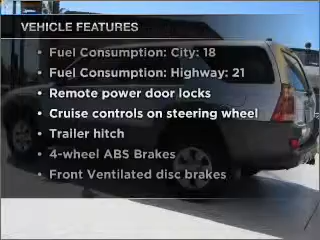 VEHICLE FEATURES
• Fuel Consumption: City: 18
• Fuel Consumption: Highway: 21
• Remote power door locks
• Cruise controls on steering wheel
• Trailer hitch
• 4-wheel ABS Brakes
• Front Ventilated disc brakes